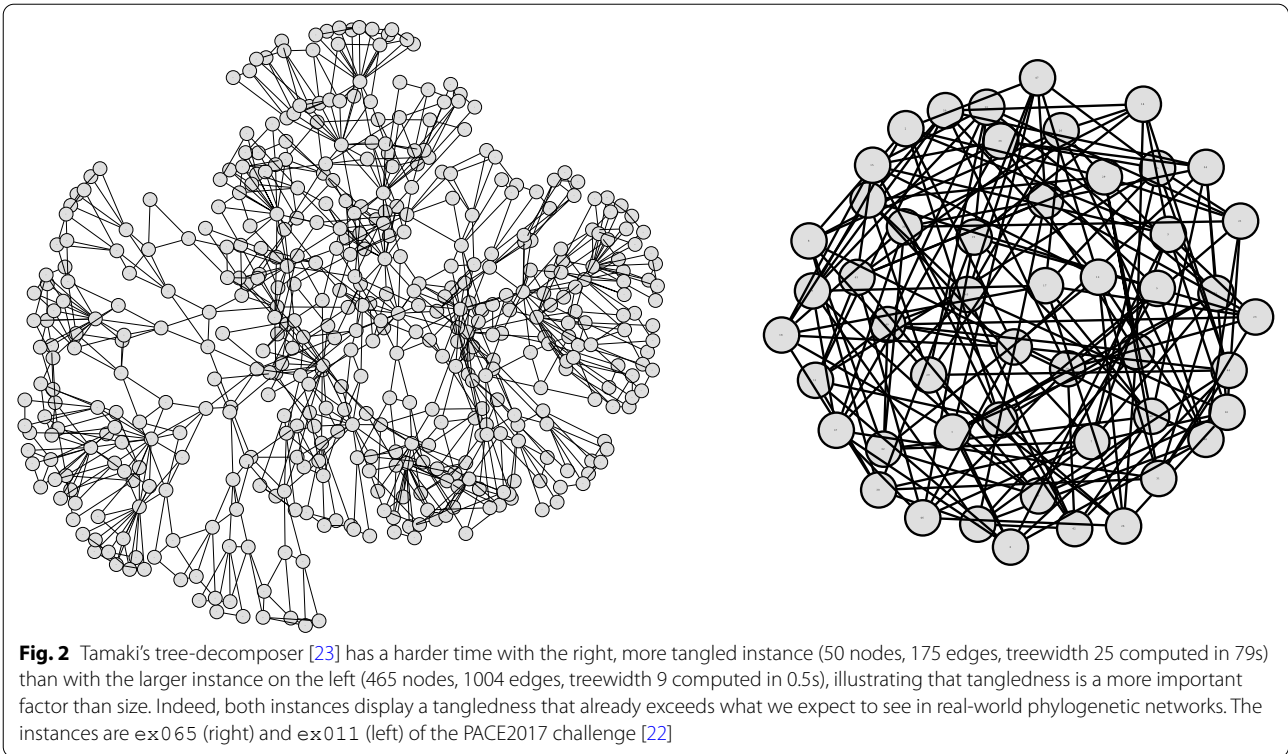 Fig. 2 Tamaki's tree-decomposer [23] has a harder time with the right, more tangled instance (50 nodes, 175 edges, treewidth 25 computed in 79s)
than with the larger instance on the left (465 nodes, 1004 edges, treewidth 9 computed in 0.5s), illustrating that tangledness is a more important
factor than size. Indeed, both instances display a tangledness that already exceeds what we expect to see in real-world phylogenetic networks. The
instances are ex065 (right) and ex011 (left) of the PACE2017 challenge [22]